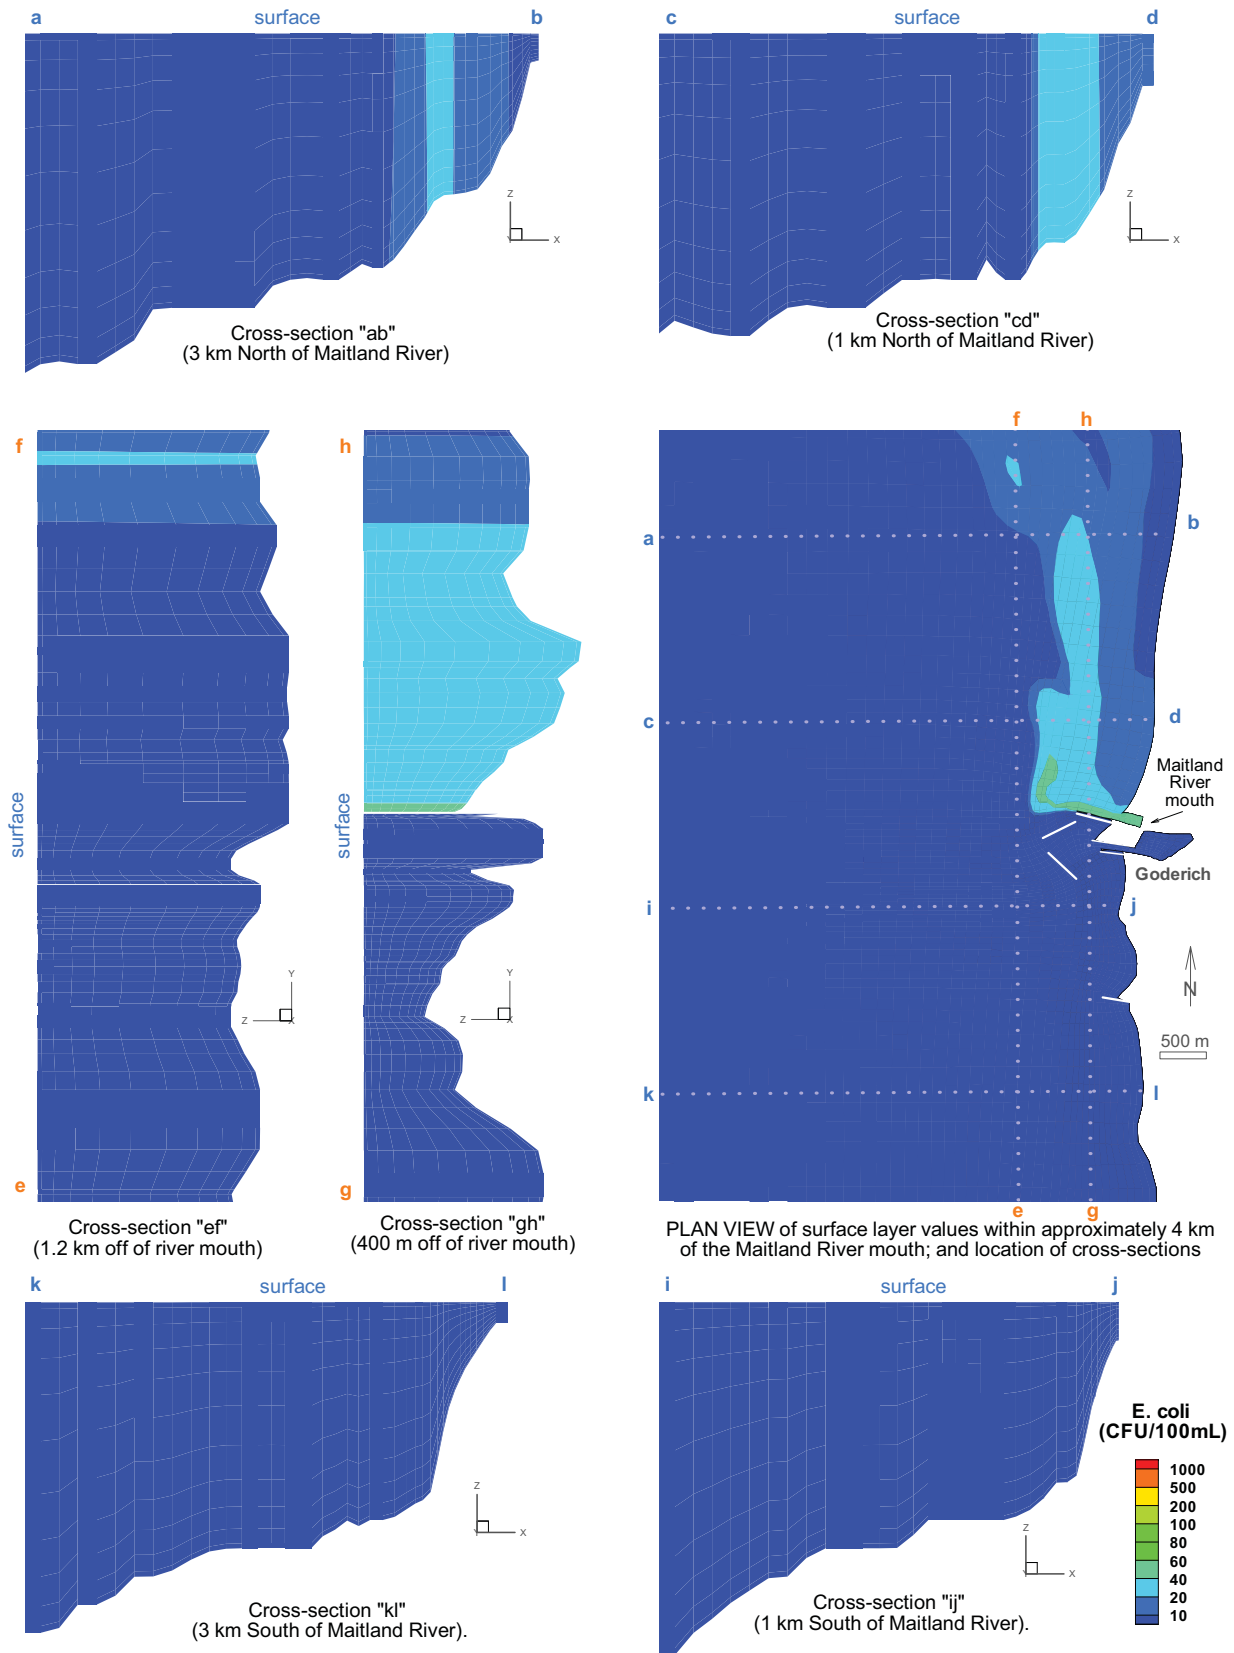 a surface b
c surface d
Z
X
Y
Z
X
Y
Cross-section "ab"
(3 km North of Maitland River)
Cross-section "cd"
(1 km North of Maitland River)
f
h
f h
a
b
c
d
Maitland
River
mouth
surface
surface
Goderich
i
j
Y
Z
X
Y
Z
X
N
500 m
k
l
e
g
e g
Cross-section "ef"
(1.2 km off of river mouth)
Cross-section "gh"
(400 m off of river mouth)
PLAN VIEW of surface layer values within approximately 4 km
of the Maitland River mouth; and location of cross-sections
k surface l
i surface j
Z
X
Y
Z
X
Y
Cross-section "kl"
(3 km South of Maitland River).
Cross-section "ij"
(1 km South of Maitland River).
E. coli
(CFU/100mL)
1000
500
200
100
80
60
40
20
10